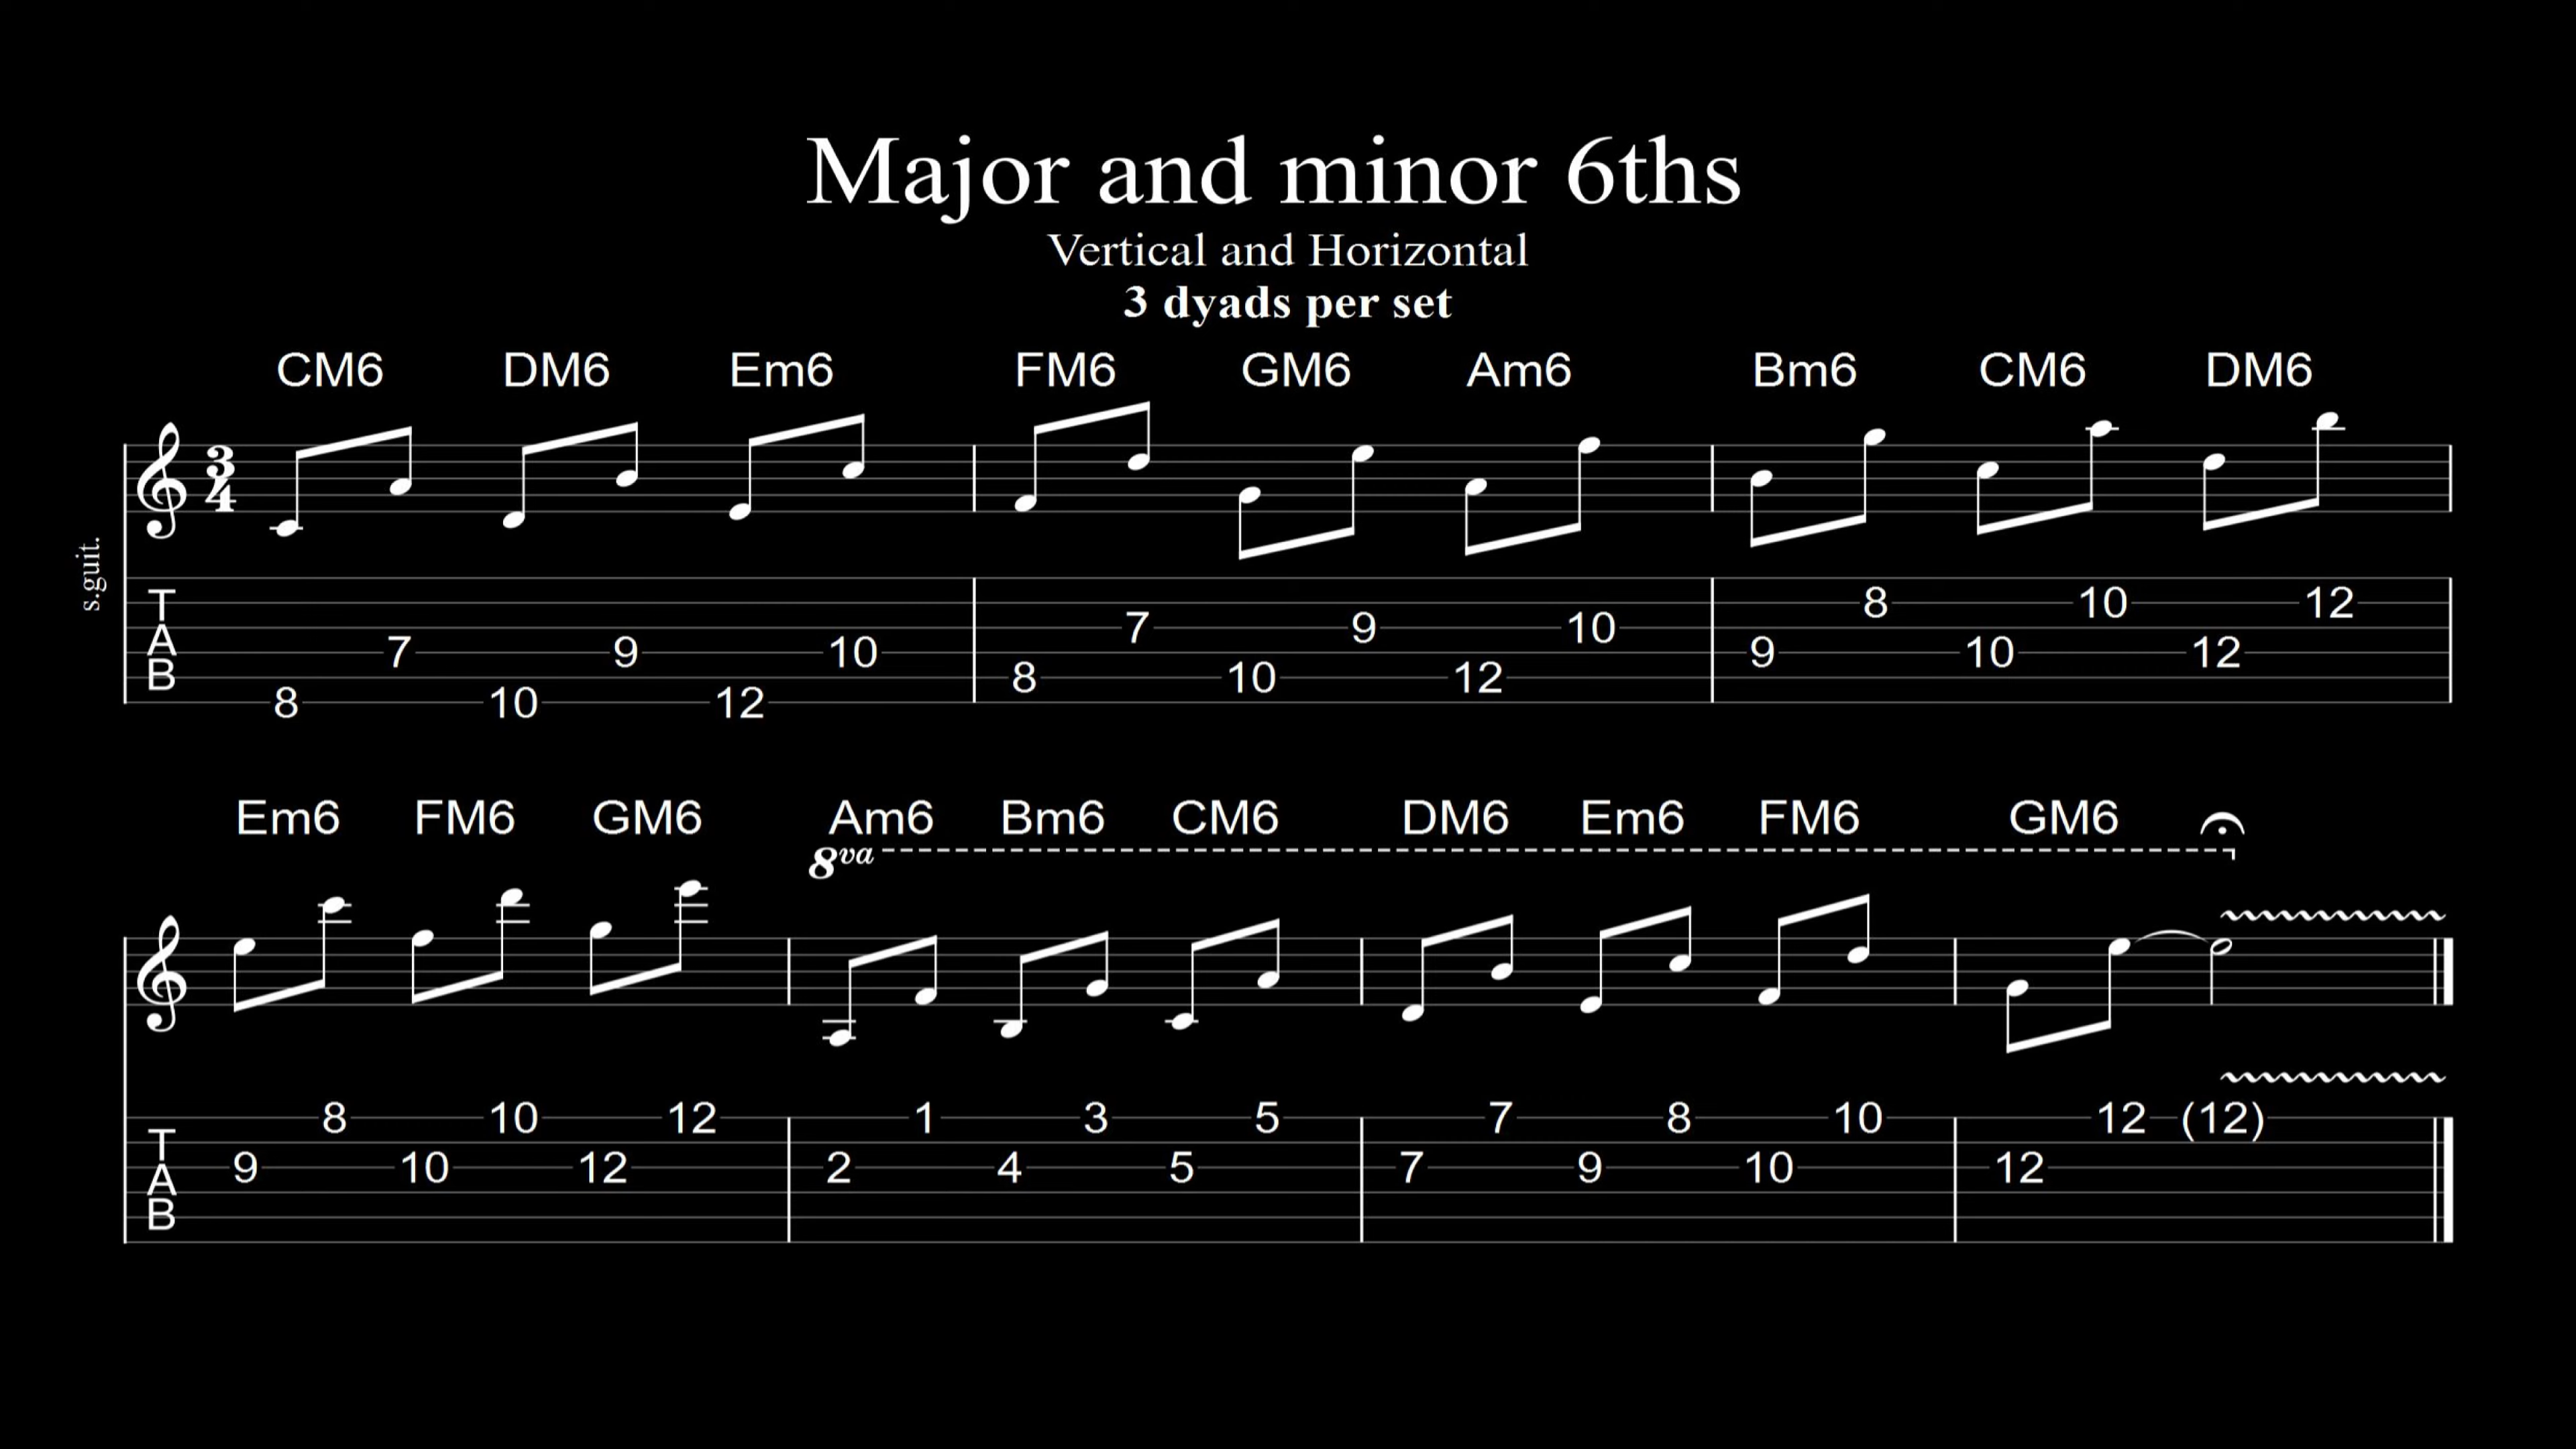 Major and minor 6ths
Vertical and Horizontal
3 dyads per set
CM6 DM6 Em6 FM6 GM6 Am6 Bm6 CM6 DM6
3
4
s.guit.
T
A
B
8 7 10 9 12 10 8 7 10 9 12 10 9 8 10 10 12 12
Em6 FM6 GM6 Am6 Bm6 CM6 DM6 Em6 FM6 GM6
8va
T
A
B
9 8 10 10 12 12 2 1 4 3 5 5 7 7 9 8 10 10 12 12 (12)